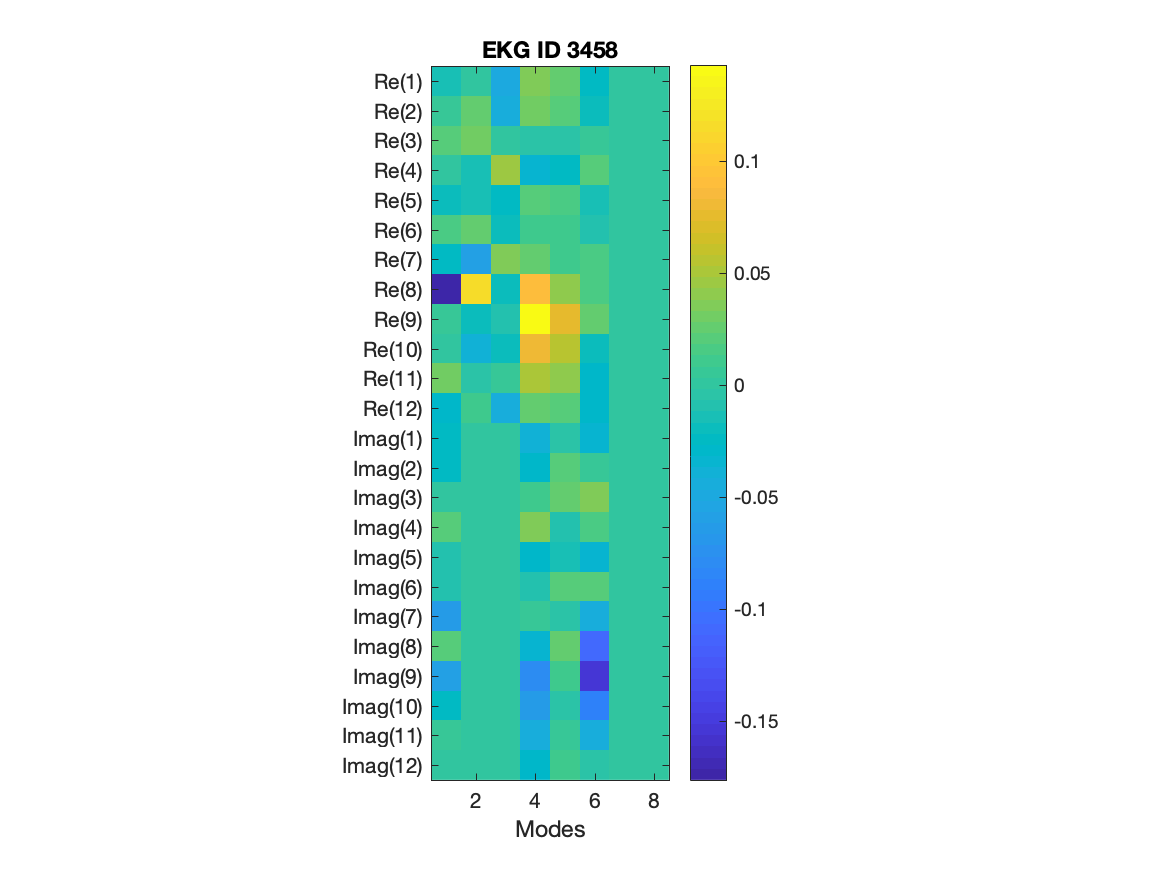 EKG ID 3458
Re(1)
Re(2)
Re(3)
Re(4)
Re(5)
Re(6)
Re(7)
Re(8)
Re(9)
Re(10)
Re(11)
Re(12)
Imag(1)
Imag(2)
Imag(3)
Imag(4)
Imag(5)
Imag(6)
Imag(7)
Imag(8)
Imag(9)
Imag(10)
Imag(11)
Imag(12)
2 4 6 8
Modes
0.1
0.05
0
-0.05
-0.1
-0.15